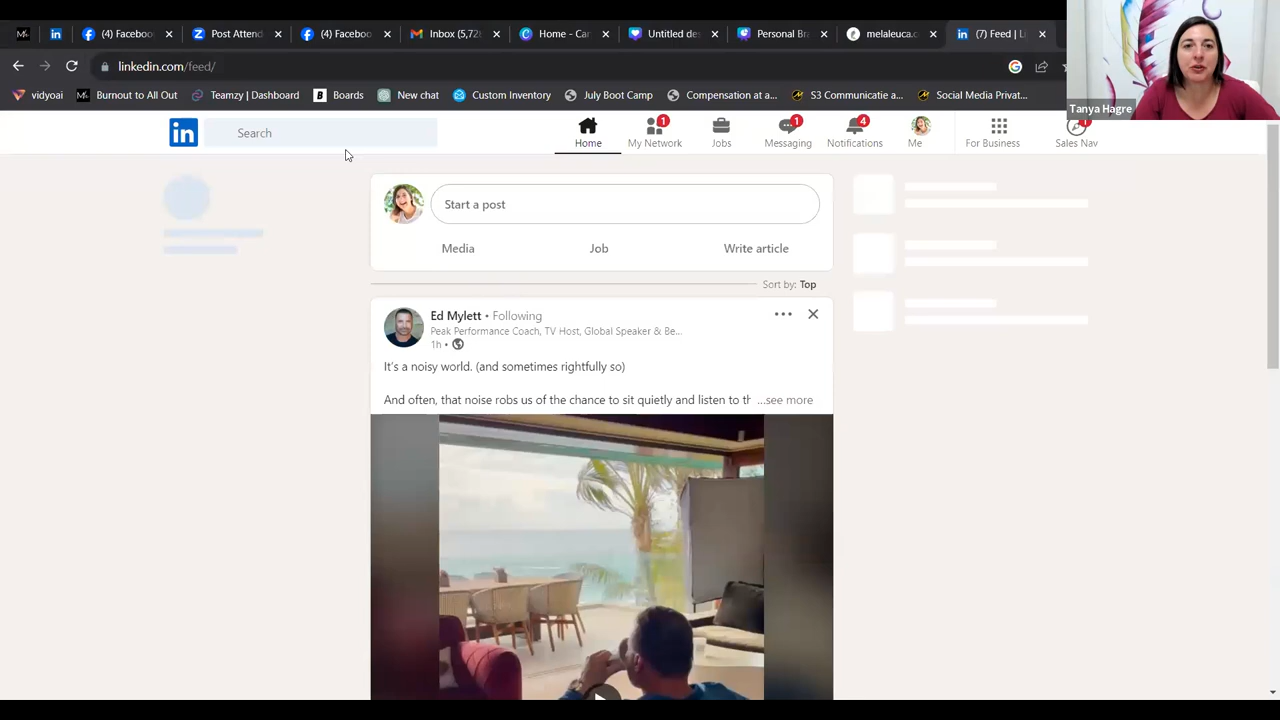 (4) Faceboo
Post Attend
(4) Faceboo
Inbox (5,72
Home - Car
Untitled de
Personal Bra
melaleuca.c
(7) Feed | L
linkedin.com/feed/
vidyoai
Burnout to All Out
Teamzy | Dashboard
Boards
New chat
Custom Inventory
July Boot Camp
Compensation at a...
S3 Communicatie a...
Social Media Privat...
Tanya Hagre
in
Search
Home
1
My Network
Jobs
1
Messaging
4
Notifications
Me
For Business
Sales Nav
Start a post
Media
Job
Write article
Sort by: Top
Ed Mylett • Following
Peak Performance Coach, TV Host, Global Speaker & Be...
1h •
It's a noisy world. (and sometimes rightfully so)
And often, that noise robs us of the chance to sit quietly and listen to th ...see more